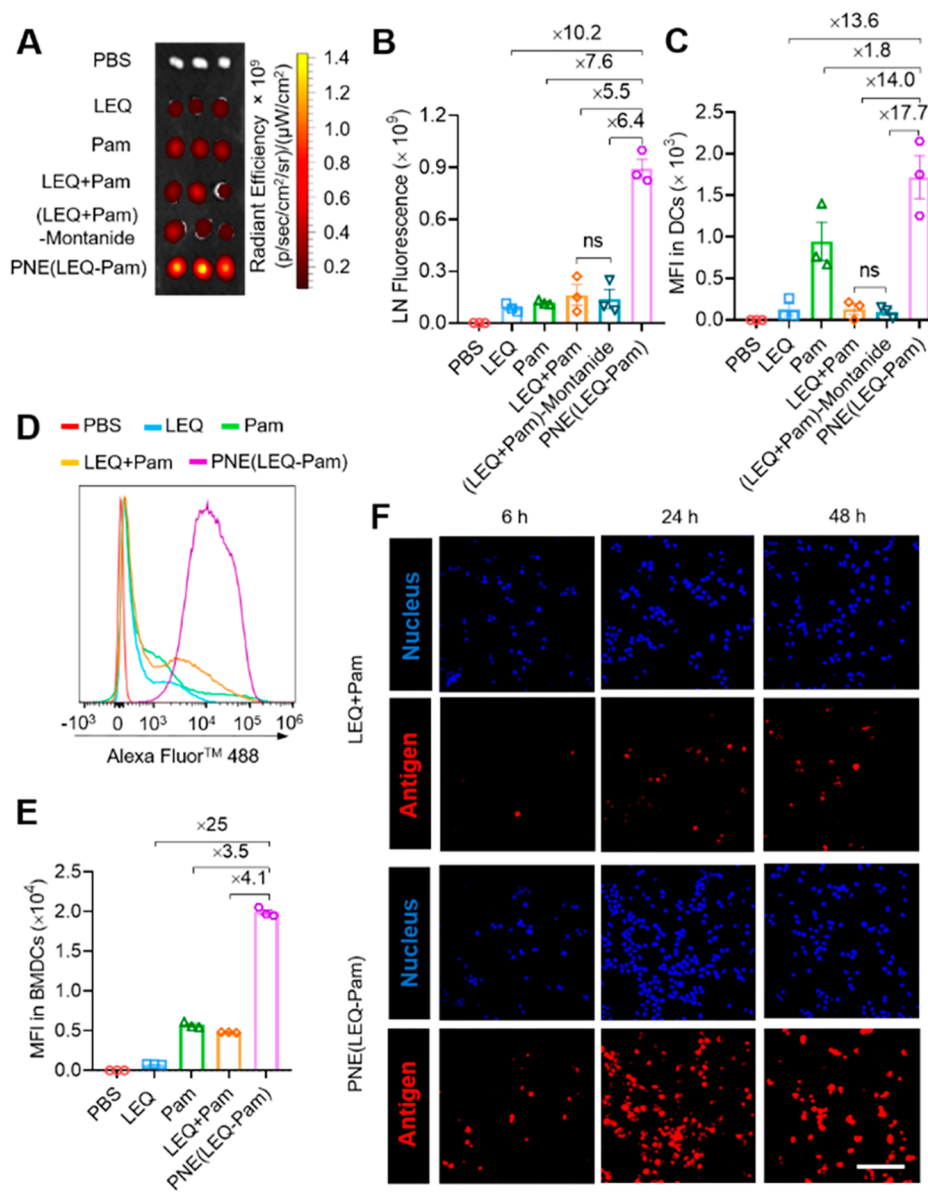 A
PBS
LEQ
Pam
LEQ+Pam
(LEQ+Pam)
-Montanide
PNE(LEQ-Pam)
Radiant Efficiency × 10⁹
(p/sec/cm²/sr)/(μW/cm²)
1.4
1.2
1.0
0.8
0.6
0.4
0.2
B
×10.2
×7.6
×5.5
×6.4
ns
LN Fluorescence (× 10⁹)
1.2
0.9
0.6
0.3
0.0
PBS
LEQ
Pam
LEQ+Pam
(LEQ+Pam)-Montanide
PNE(LEQ-Pam)
C
×13.6
×1.8
×14.0
×17.7
ns
MFI in DCs (× 10³)
2.5
2.0
1.5
1.0
0.5
0.0
PBS
LEQ
Pam
LEQ+Pam
(LEQ+Pam)-Montanide
PNE(LEQ-Pam)
D
PBS LEQ Pam
LEQ+Pam PNE(LEQ-Pam)
-10³ 0 10³ 10⁴ 10⁵ 10⁶
Alexa Fluor™ 488
E
×25
×3.5
×4.1
MFI in BMDCs (×10⁴)
2.5
2.0
1.5
1.0
0.5
0.0
PBS
LEQ
Pam
LEQ+Pam
PNE(LEQ-Pam)
F
6 h 24 h 48 h
LEQ+Pam
Nucleus
Antigen
PNE(LEQ-Pam)
Nucleus
Antigen